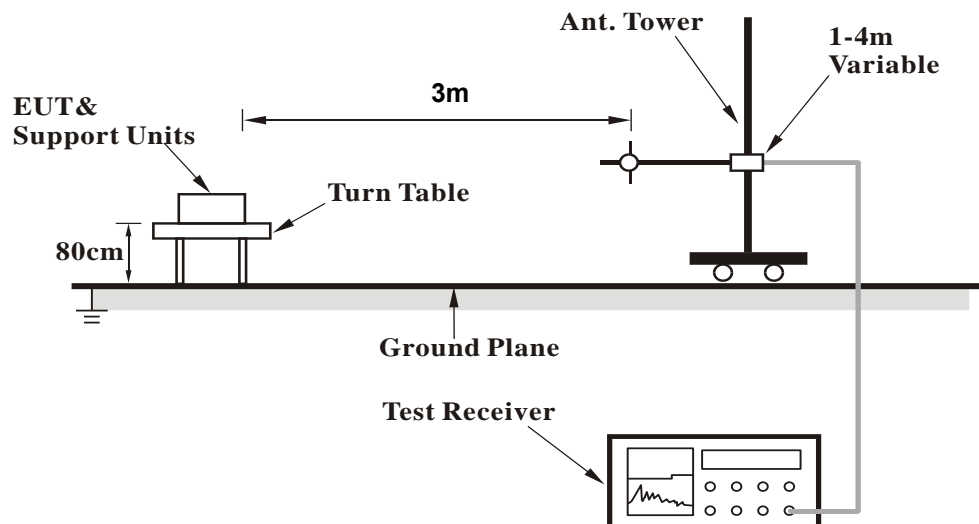 Ant. Tower
1-4m
Variable
3m
EUT&
Support Units
Turn Table
80cm
Ground Plane
Test Receiver